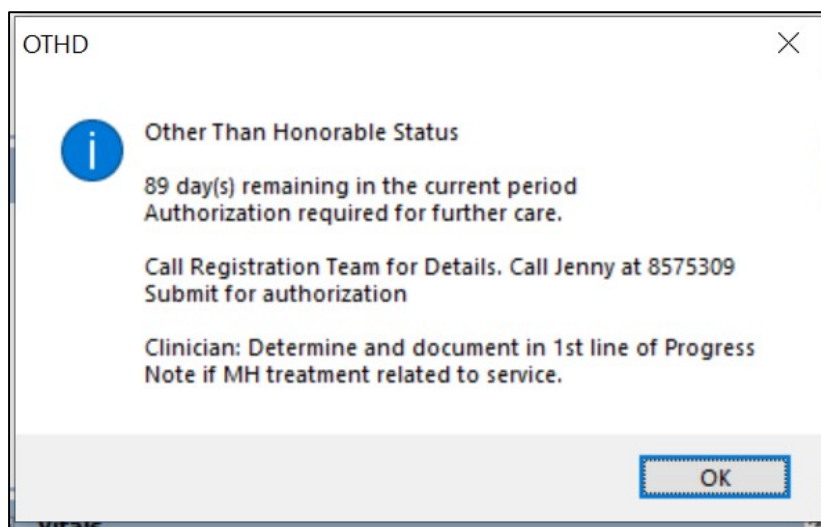 OTHD
Other Than Honorable Status
89 day(s) remaining in the current period
Authorization required for further care.
Call Registration Team for Details. Call Jenny at 8575309
Submit for authorization
Clinician: Determine and document in 1st line of Progress
Note if MH treatment related to service.
OK
Vitals